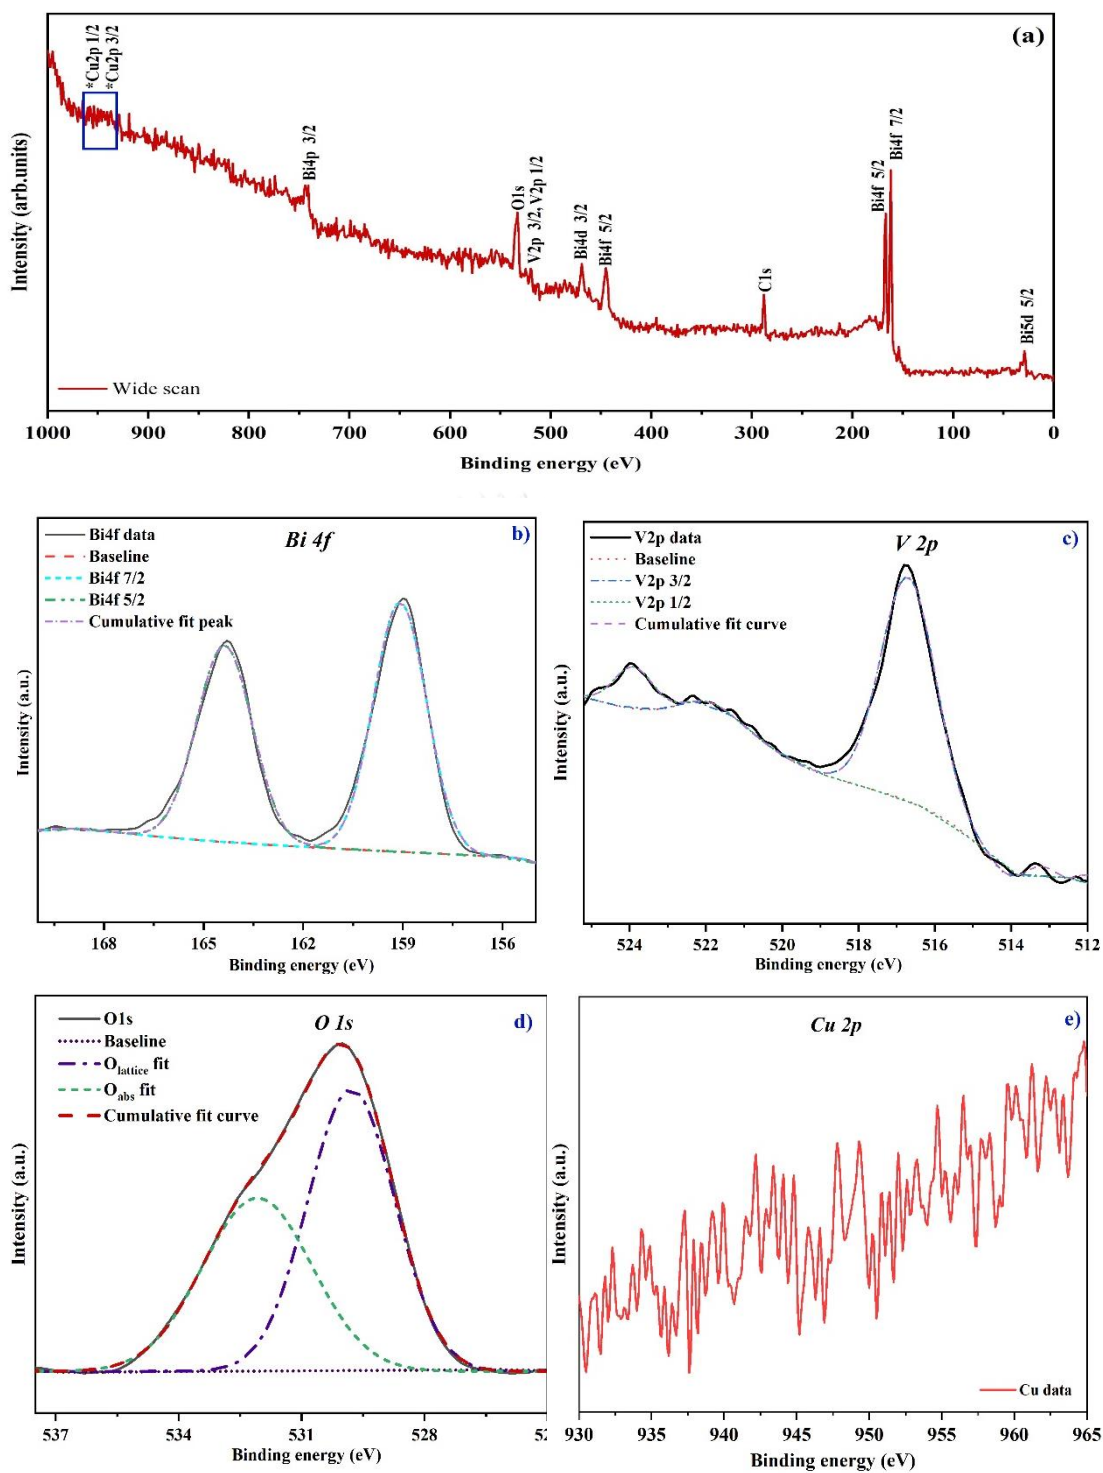 (a)
*Cu2p 1/2
*Cu2p 3/2
Bi4p 3/2
O1s
V2p 3/2, V2p 1/2
Bi4d 3/2
Bi4f 5/2
C1s
Bi4f 5/2
Bi4f 7/2
Bi5d 5/2
Intensity (arb.units)
Wide scan
1000 900 800 700 600 500 400 300 200 100 0
Binding energy (eV)
b)
Bi 4f
Bi4f data
Baseline
Bi4f 7/2
Bi4f 5/2
Cumulative fit peak
Intensity (a.u.)
168 165 162 159 156
Binding energy (eV)
c)
V 2p
V2p data
Baseline
V2p 3/2
V2p 1/2
Cumulative fit curve
Intensity (a.u.)
524 522 520 518 516 514 512
Binding energy (eV)
d)
O 1s
O1s
Baseline
Olattice fit
Oabs fit
Cumulative fit curve
Intensity (a.u.)
537 534 531 528
Binding energy (eV)
e)
Cu 2p
Intensity (a.u.)
Cu data
930 935 940 945 950 955 960 965
Binding energy (eV)